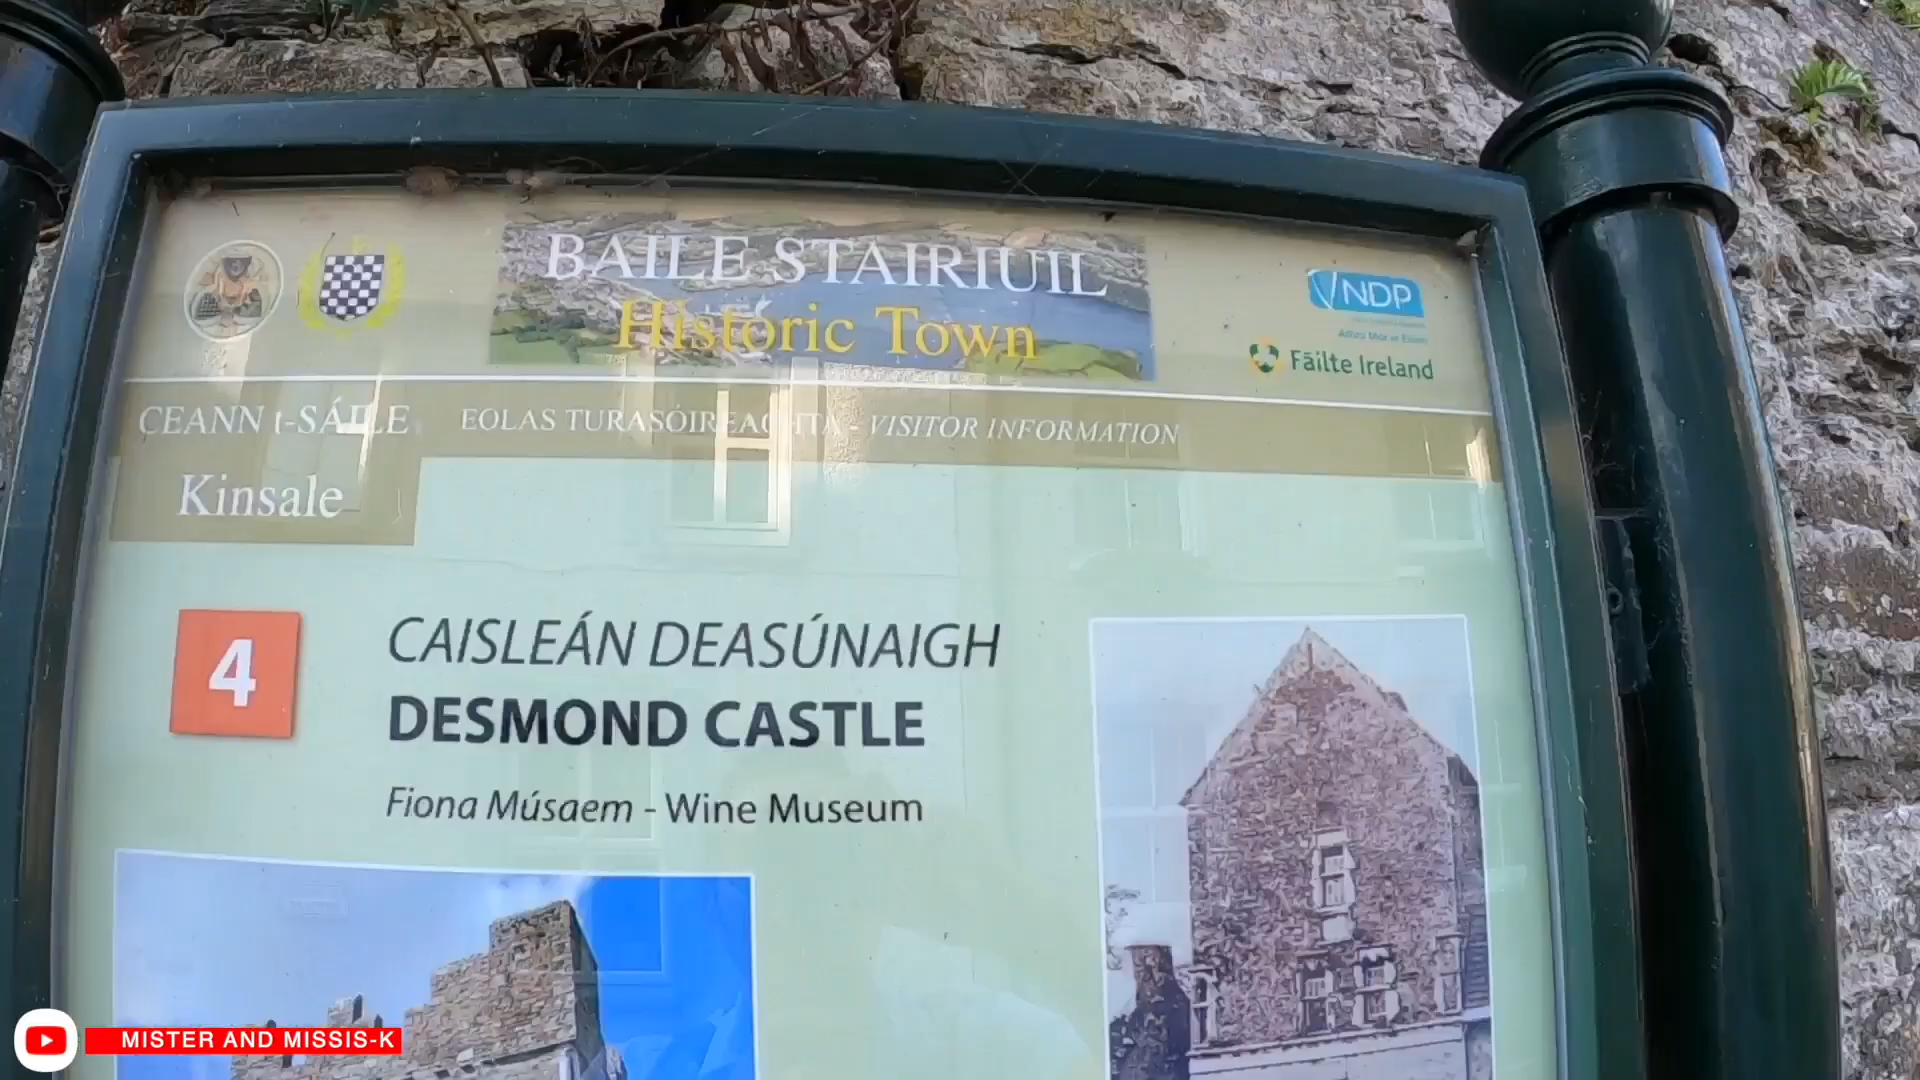 BAILE STAIRIUIL
Historic Town
NDP
Fáilte Ireland
CEANN t-SÁILE
EOLAS TURASÓIREACHTA - VISITOR INFORMATION
Kinsale
4
CAISLEÁN DEASÚNAIGH
DESMOND CASTLE
Fiona Músaem - Wine Museum
MISTER AND MISSIS-K